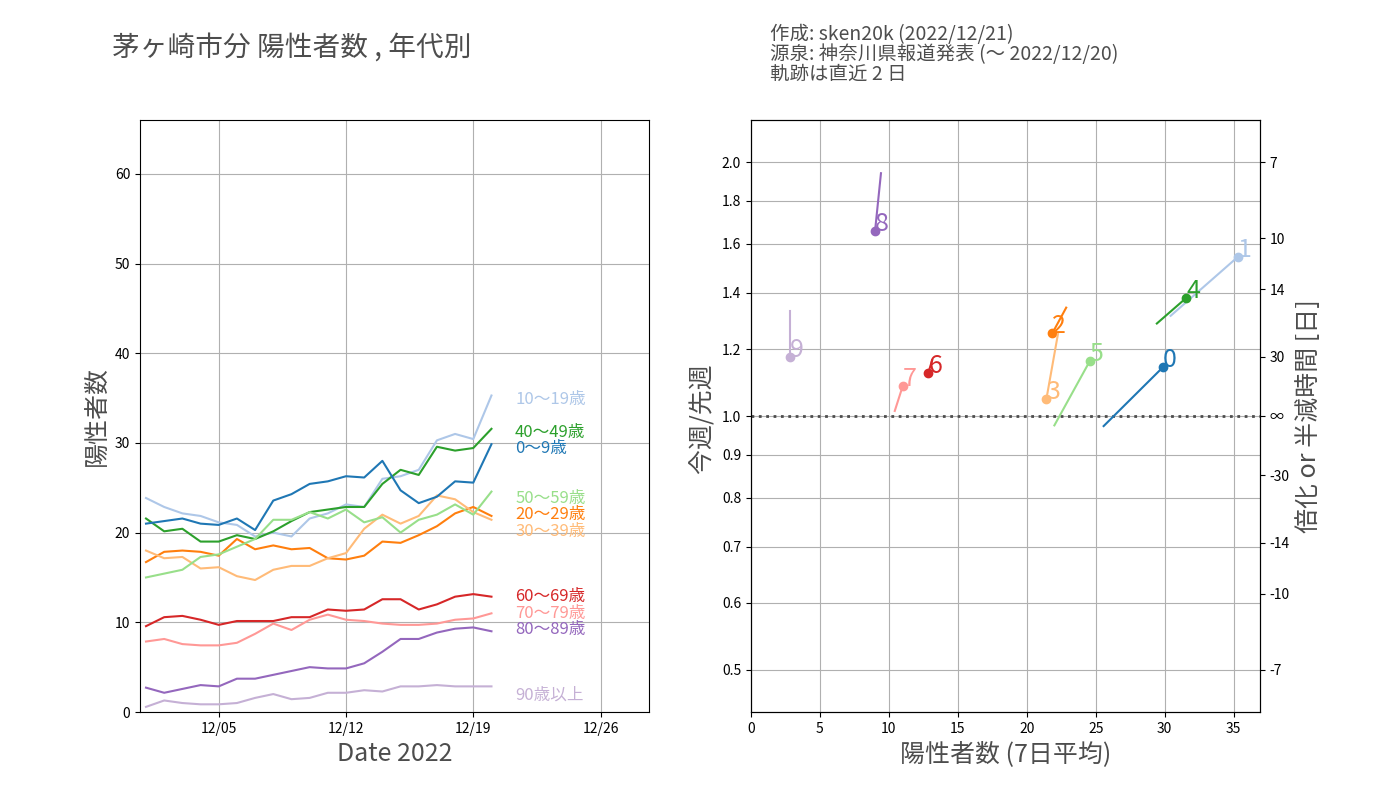 茅ヶ崎市分 陽性者数 , 年代別
作成: sken20k (2022/12/21)
源泉: 神奈川県報道発表 (〜 2022/12/20)
軌跡は直近 2 日
陽性者数
60
50
40
30
20
10
0
12/05
12/12
12/19
12/26
Date 2022
10〜19歳
40〜49歳
0〜9歳
50〜59歳
20〜29歳
30〜39歳
60〜69歳
70〜79歳
80〜89歳
90歳以上
今週/先週
2.0
1.8
1.6
1.4
1.2
1.0
0.9
0.8
0.7
0.6
0.5
8
1
4
2
9
5
0
6
7
3
0
5
10
15
20
25
30
35
陽性者数 (7日平均)
7
10
14
30
∞
-30
-14
-10
-7
倍化 or 半減時間 [日]